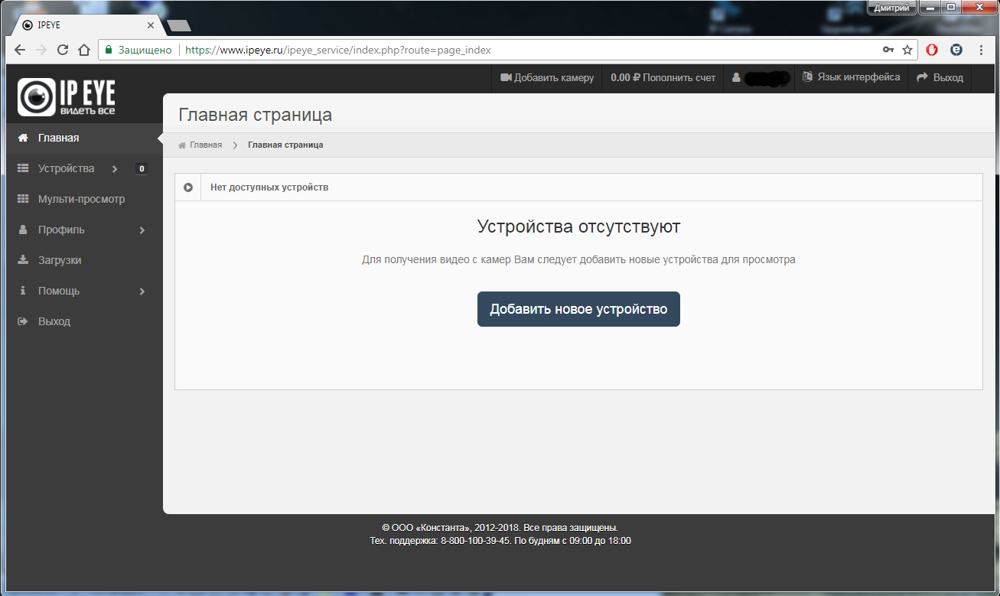 Дмитрий
IPEYE
Защищено
https://www.ipeye.ru/ipeye_service/index.php?route=page_index
IP EYE
ВИДЕТЬ ВСЕ
Добавить камеру
0.00 ₽ Пополнить счет
Язык интерфейса
Выход
Главная страница
Главная
Главная страница
Главная
Устройства
0
Мульти-просмотр
Профиль
Загрузки
Помощь
Выход
Нет доступных устройств
Устройства отсутствуют
Для получения видео с камер Вам следует добавить новые устройства для просмотра
Добавить новое устройство
© ООО «Константа», 2012-2018. Все права защищены.
Тех. поддержка: 8-800-100-39-45. По будням с 09:00 до 18:00